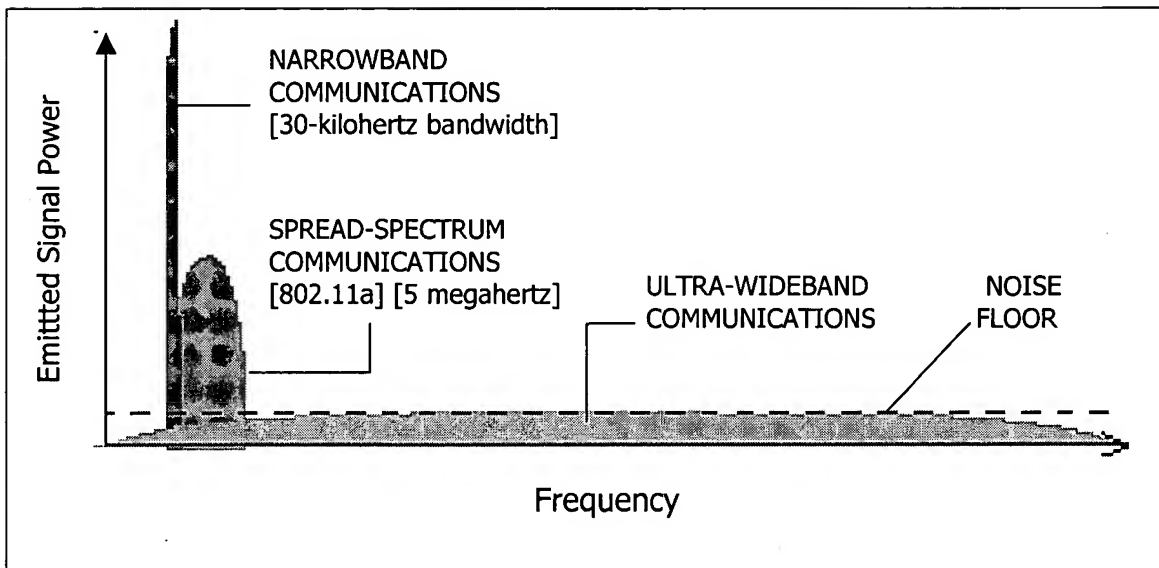 NARROWBAND
COMMUNICATIONS
[30-kilohertz bandwidth]
Emittted Signal Power
SPREAD-SPECTRUM
COMMUNICATIONS
[802.11a] [5 megahertz]
ULTRA-WIDEBAND
COMMUNICATIONS
NOISE
FLOOR
Frequency